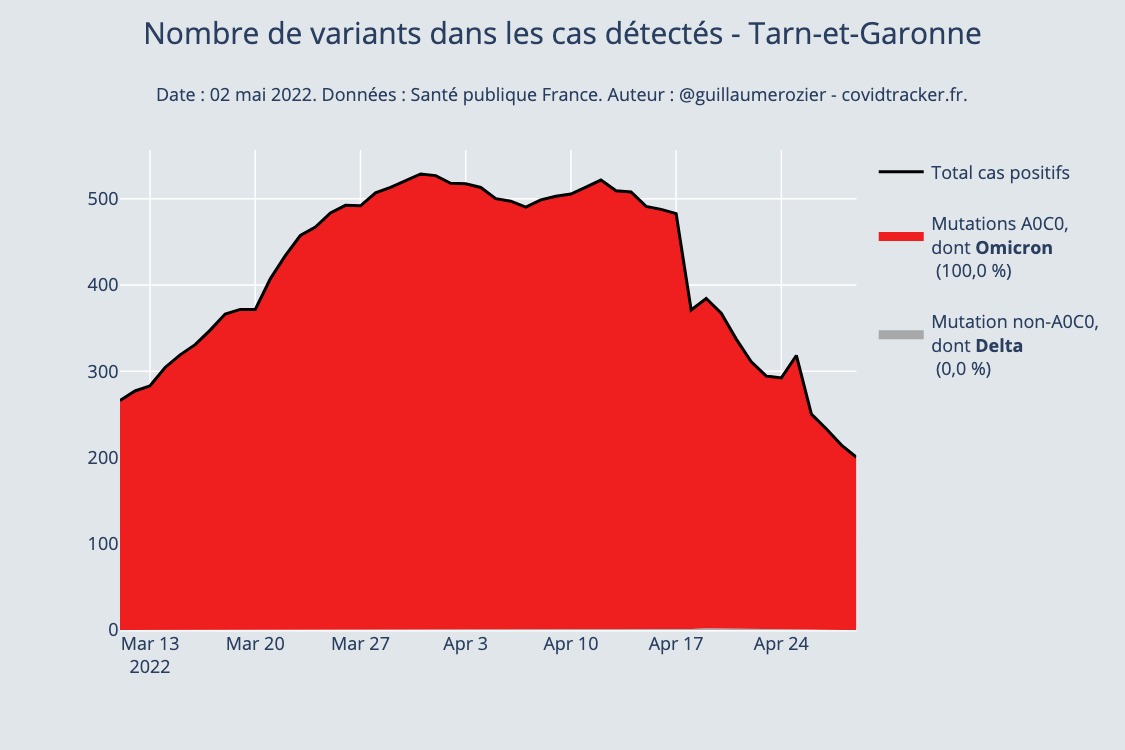 Nombre de variants dans les cas détectés - Tarn-et-Garonne
Date : 02 mai 2022. Données : Santé publique France. Auteur : @guillaumerozier - covidtracker.fr.
Total cas positifs
Mutations A0C0,
dont Omicron
(100,0 %)
Mutation non-A0C0,
dont Delta
(0,0 %)
500
400
300
200
100
0
Mar 13
2022
Mar 20
Mar 27
Apr 3
Apr 10
Apr 17
Apr 24